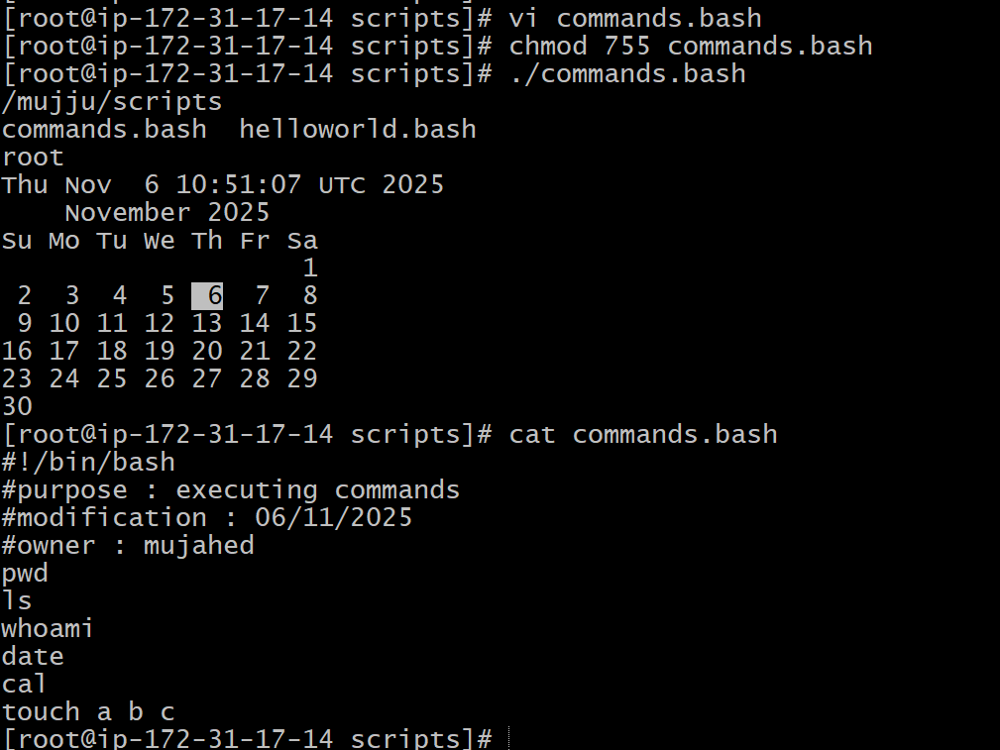 [root@ip-172-31-17-14 scripts]# vi commands.bash
[root@ip-172-31-17-14 scripts]# chmod 755 commands.bash
[root@ip-172-31-17-14 scripts]# ./commands.bash
/mujju/scripts
commands.bash  helloworld.bash
root
Thu Nov  6 10:51:07 UTC 2025
    November 2025
Su Mo Tu We Th Fr Sa
                   1
 2  3  4  5  6  7  8
 9 10 11 12 13 14 15
16 17 18 19 20 21 22
23 24 25 26 27 28 29
30
[root@ip-172-31-17-14 scripts]# cat commands.bash
#!/bin/bash
#purpose : executing commands
#modification : 06/11/2025
#owner : mujahed
pwd
ls
whoami
date
cal
touch a b c
[root@ip-172-31-17-14 scripts]#